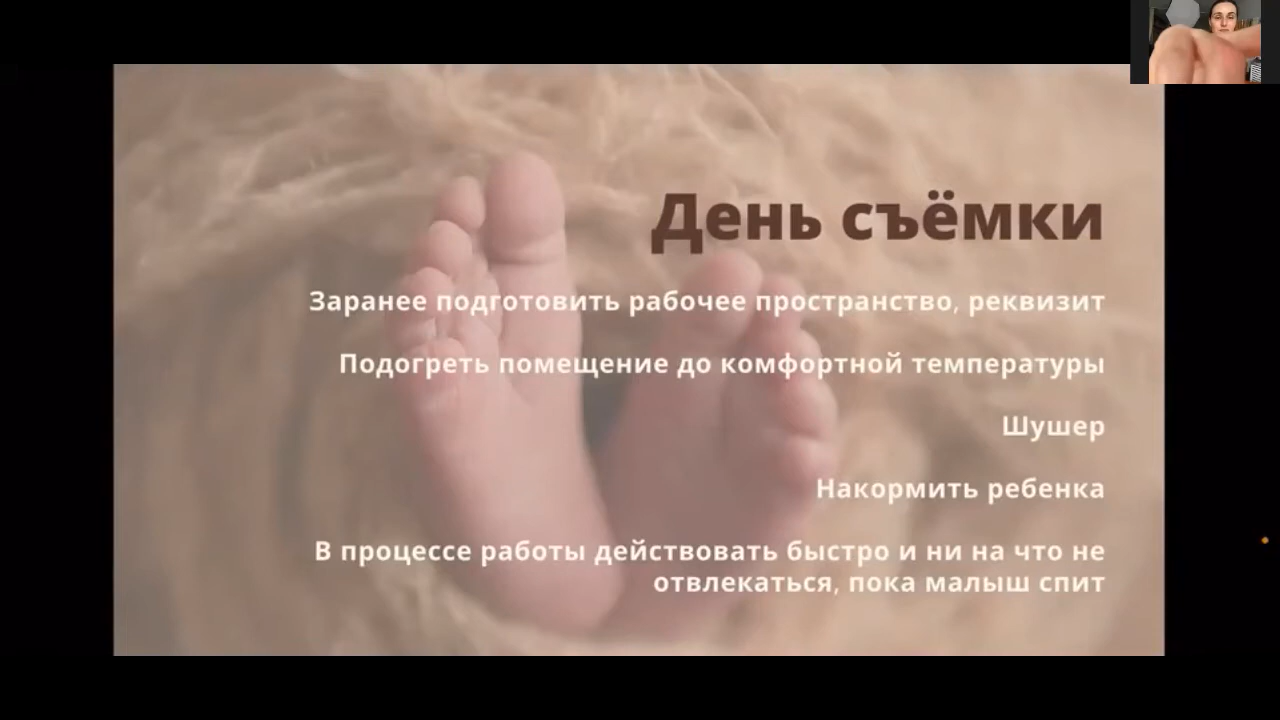 День съёмки
Заранее подготовить рабочее пространство, реквизит
Подогреть помещение до комфортной температуры
Шушер
Накормить ребенка
В процессе работы действовать быстро и ни на что не
отвлекаться, пока малыш спит